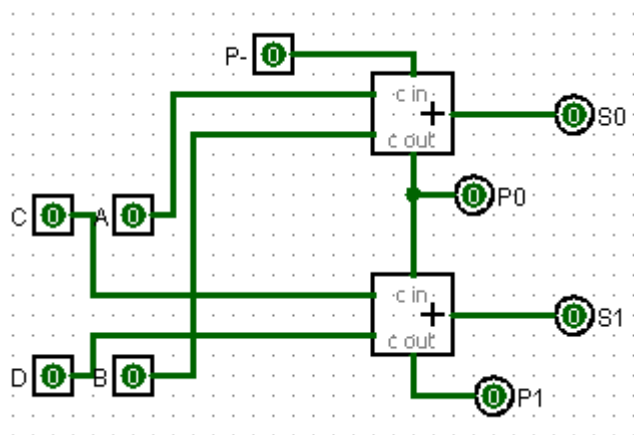 P- 0
c in
+ 0 S0
c out
C 0 A 0 0 P0
c in
+ 0 S1
c out
D 0 B 0 0 P1